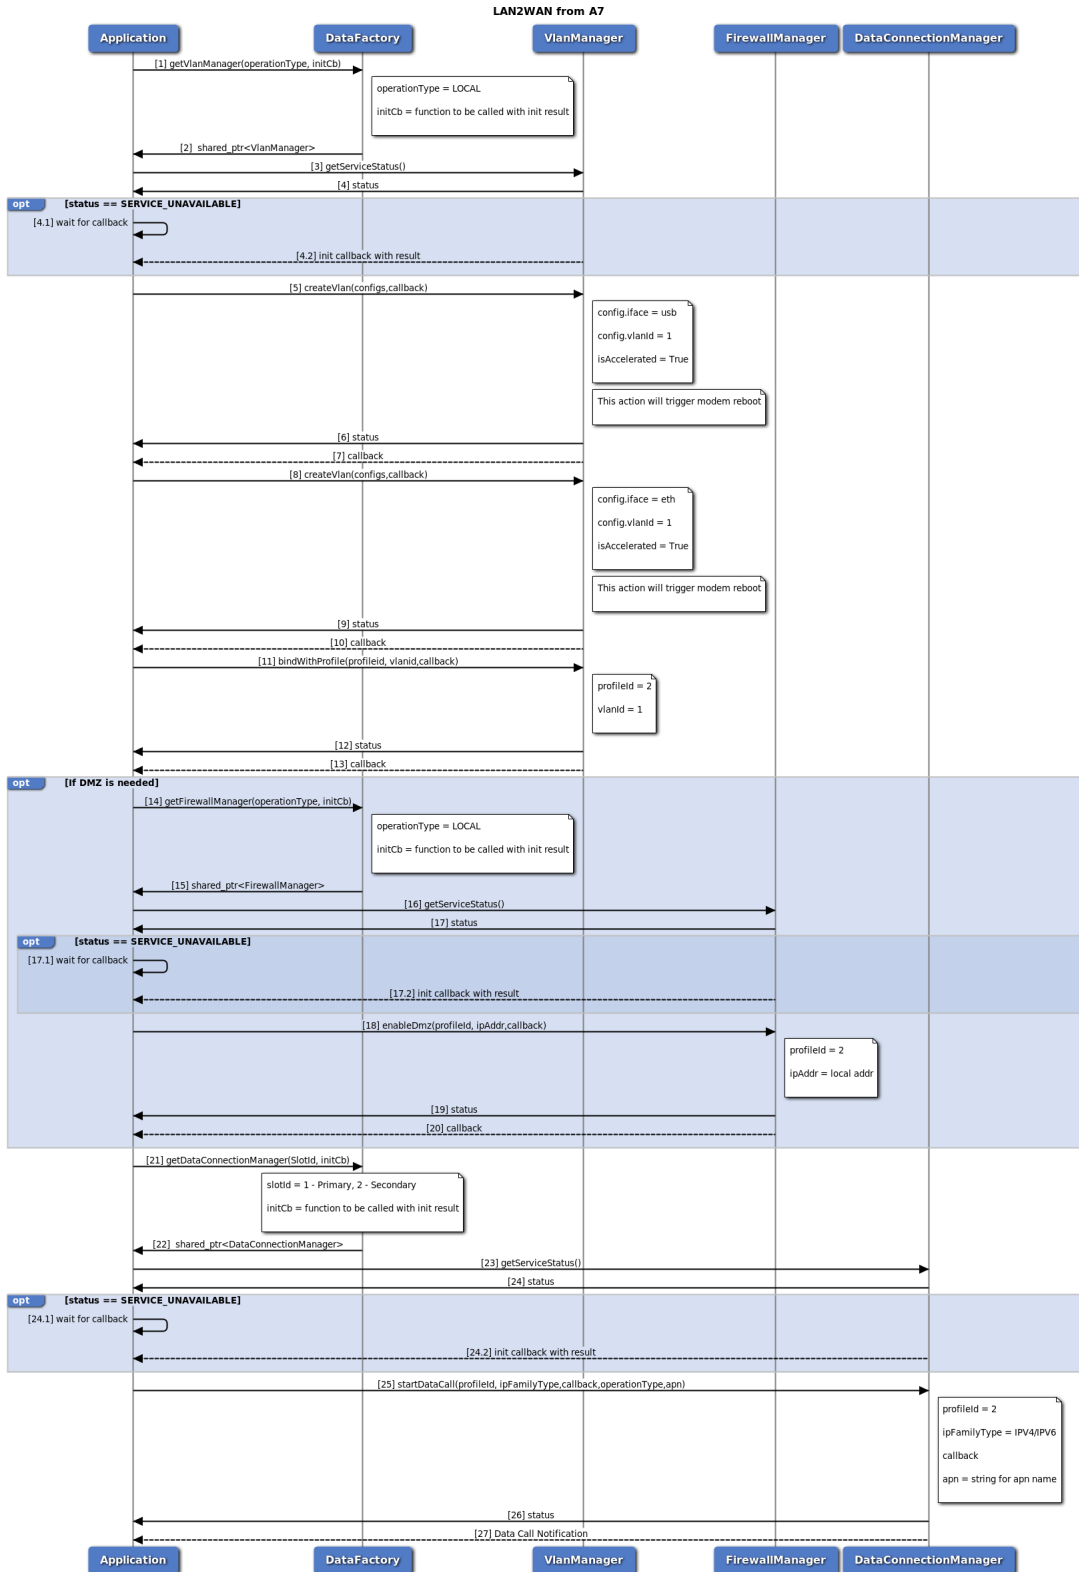 LAN2WAN from A7
Application
DataFactory
VlanManager
FirewallManager
DataConnectionManager
[1] getVlanManager(operationType, initCb)
operationType = LOCAL
initCb = function to be called with init result
[2]  shared_ptr<VlanManager>
[3] getServiceStatus()
[4] status
opt
[status == SERVICE_UNAVAILABLE]
[4.1] wait for callback
[4.2] init callback with result
[5] createVlan(configs,callback)
config.iface = usb
config.vlanId = 1
isAccelerated = True
This action will trigger modem reboot
[6] status
[7] callback
[8] createVlan(configs,callback)
config.iface = eth
config.vlanId = 1
isAccelerated = True
This action will trigger modem reboot
[9] status
[10] callback
[11] bindWithProfile(profileid, vlanid,callback)
profileId = 2
vlanId = 1
[12] status
[13] callback
opt
[If DMZ is needed]
[14] getFirewallManager(operationType, initCb)
operationType = LOCAL
initCb = function to be called with init result
[15] shared_ptr<FirewallManager>
[16] getServiceStatus()
[17] status
opt
[status == SERVICE_UNAVAILABLE]
[17.1] wait for callback
[17.2] init callback with result
[18] enableDmz(profileId, ipAddr,callback)
profileId = 2
ipAddr = local addr
[19] status
[20] callback
[21] getDataConnectionManager(SlotId, initCb)
slotId = 1 - Primary, 2 - Secondary
initCb = function to be called with init result
[22]  shared_ptr<DataConnectionManager>
[23] getServiceStatus()
[24] status
opt
[status == SERVICE_UNAVAILABLE]
[24.1] wait for callback
[24.2] init callback with result
[25] startDataCall(profileId, ipFamilyType,callback,operationType,apn)
profileId = 2
ipFamilyType = IPV4/IPV6
callback
apn = string for apn name
[26] status
[27] Data Call Notification
Application
DataFactory
VlanManager
FirewallManager
DataConnectionManager